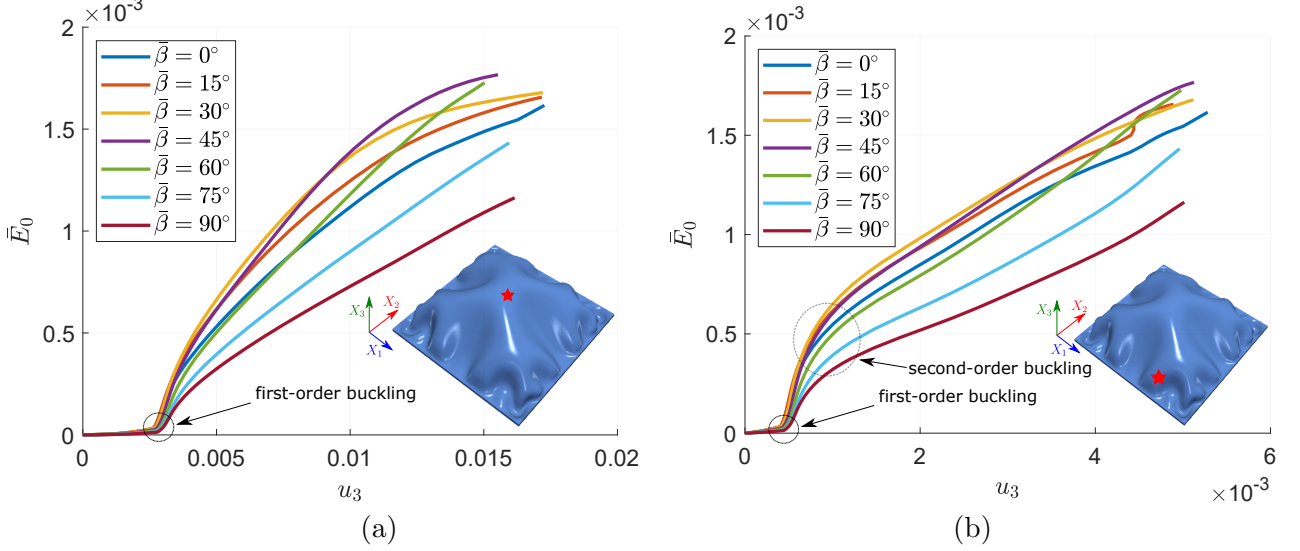 ×10⁻³
2
1.5
1
0.5
0
Ē₀
β̄ = 0°
β̄ = 15°
β̄ = 30°
β̄ = 45°
β̄ = 60°
β̄ = 75°
β̄ = 90°
X₃
X₂
X₁
first-order buckling
0 0.005 0.01 0.015 0.02
u₃
(a)
×10⁻³
2
1.5
1
0.5
0
Ē₀
β̄ = 0°
β̄ = 15°
β̄ = 30°
β̄ = 45°
β̄ = 60°
β̄ = 75°
β̄ = 90°
X₃
X₂
X₁
second-order buckling
first-order buckling
0 2 4 6
u₃
×10⁻³
(b)